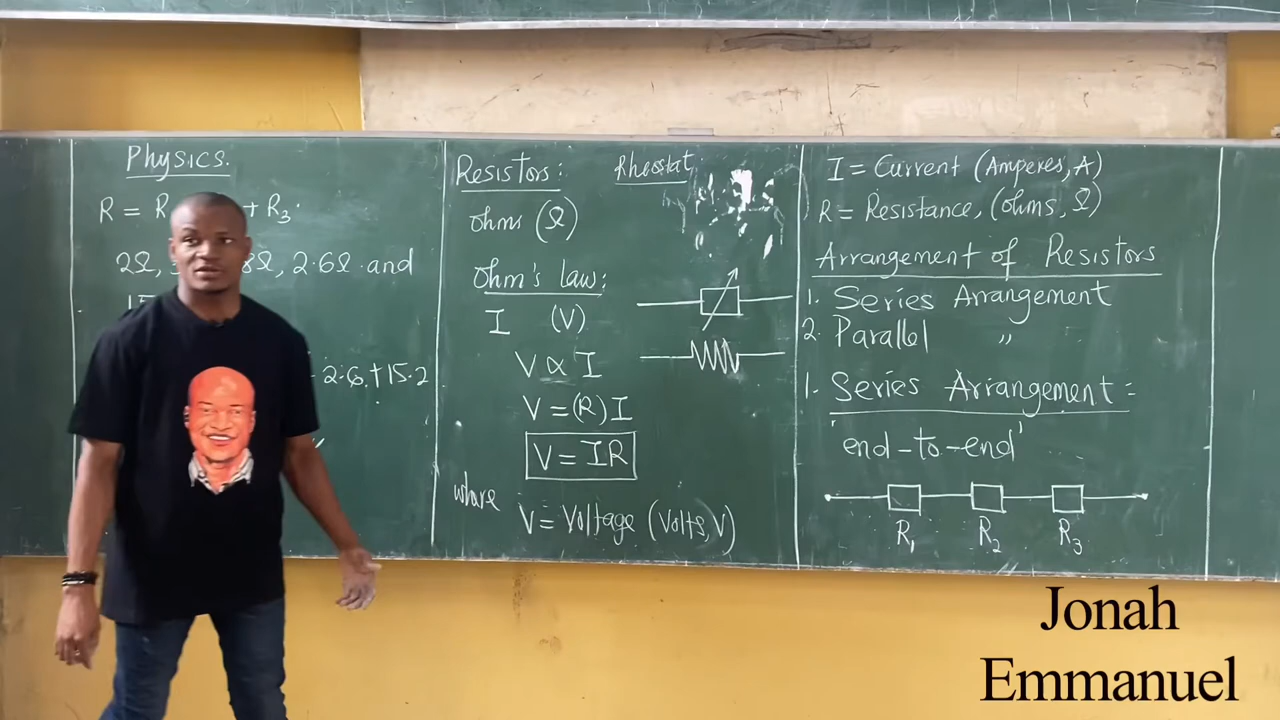 Physics.
R = R + R₃.
2Ω, 8Ω, 2.6Ω and
2.6 + 15.2
Resistors:
Rheostat:
Ohms (Ω)
Ohm's law:
I (V)
V ∝ I
V = (R) I
V = IR
where
V = Voltage (Volts, V)
I = Current (Amperes, A)
R = Resistance, (Ohms, Ω)
Arrangement of Resistors
1. Series Arrangement
2. Parallel "
1. Series Arrangement:
'end-to-end'
R₁ R₂ R₃
Jonah
Emmanuel